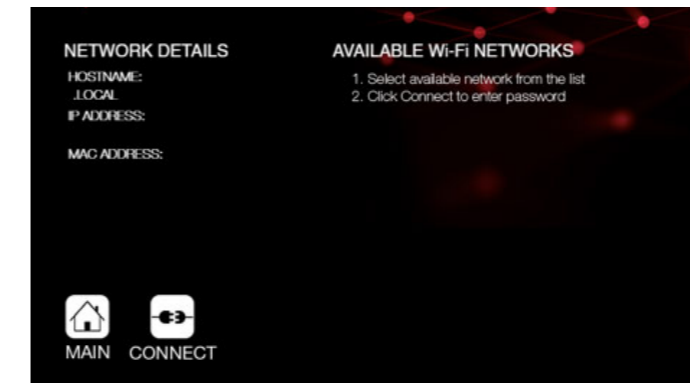 NETWORK DETAILS
HOSTNAME:
.LOCAL
IP ADDRESS:
MAC ADDRESS:
AVAILABLE Wi-Fi NETWORKS
1. Select available network from the list
2. Click Connect to enter password
MAIN
CONNECT